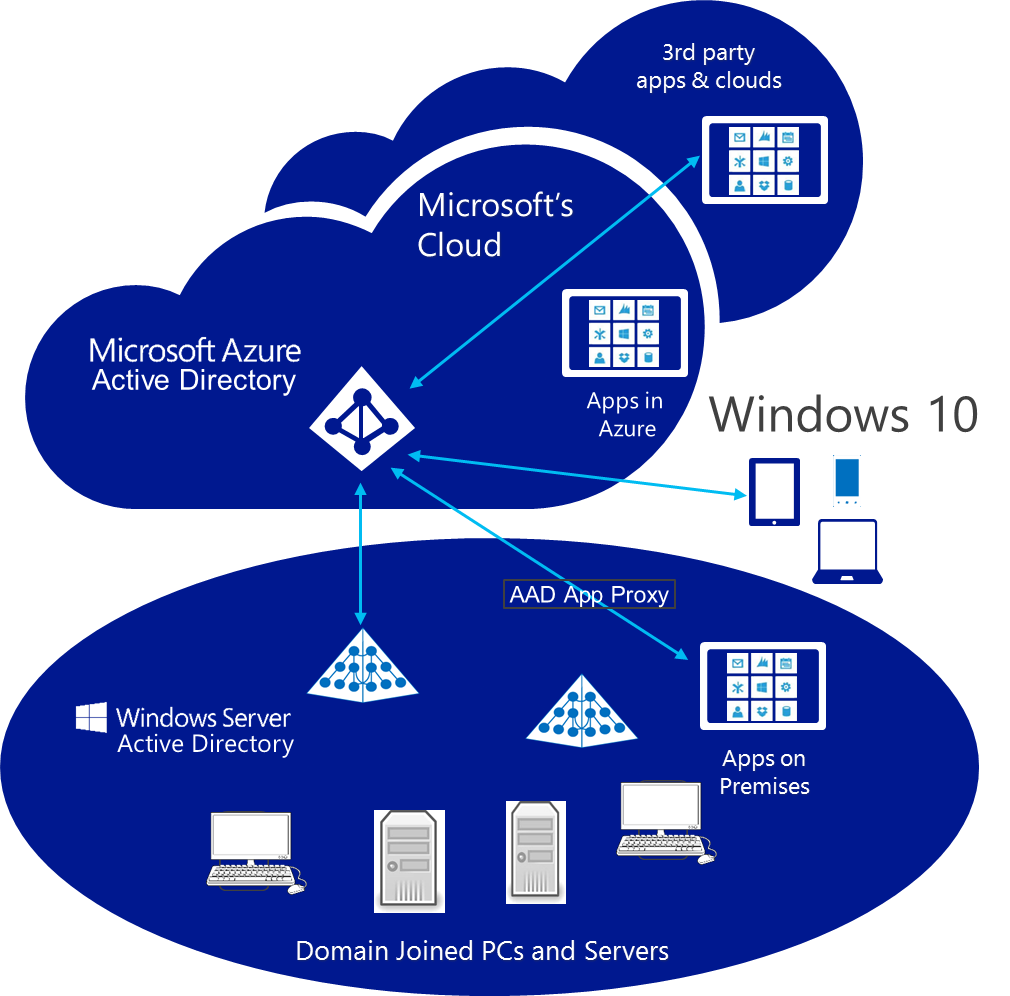 3rd party
apps & clouds
Microsoft's
Cloud
Microsoft Azure
Active Directory
Apps in
Azure
Windows 10
AAD App Proxy
Windows Server
Active Directory
Apps on
Premises
Domain Joined PCs and Servers